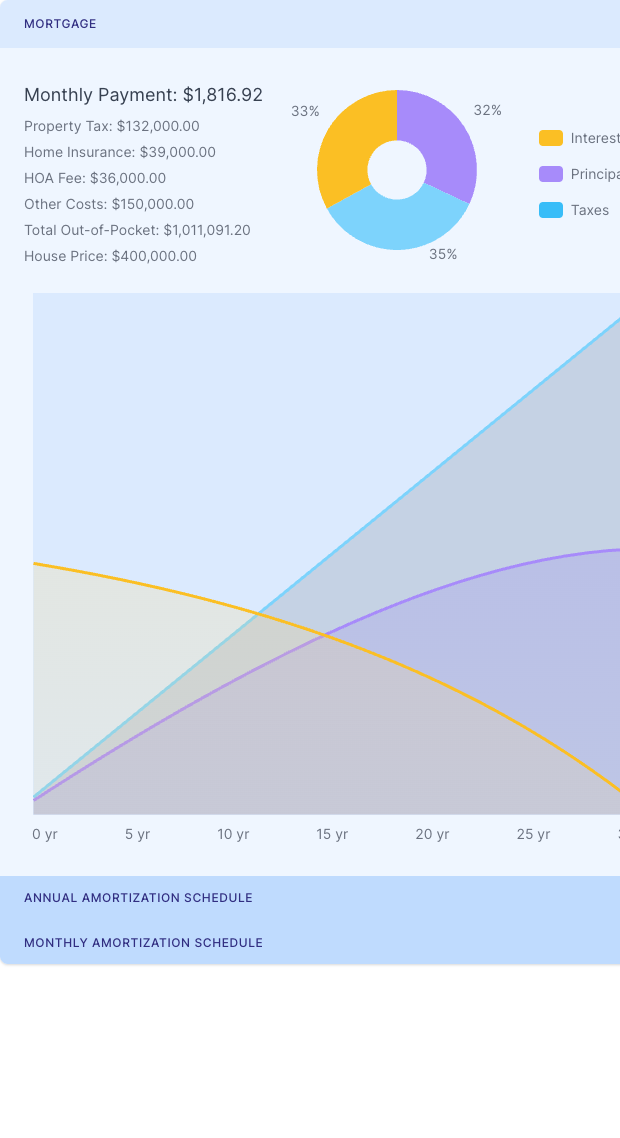 MORTGAGE
Monthly Payment: $1,816.92
Property Tax: $132,000.00
Home Insurance: $39,000.00
HOA Fee: $36,000.00
Other Costs: $150,000.00
Total Out-of-Pocket: $1,011,091.20
House Price: $400,000.00
33%
32%
35%
Interest
Principa
Taxes
0 yr 5 yr 10 yr 15 yr 20 yr 25 yr
ANNUAL AMORTIZATION SCHEDULE
MONTHLY AMORTIZATION SCHEDULE